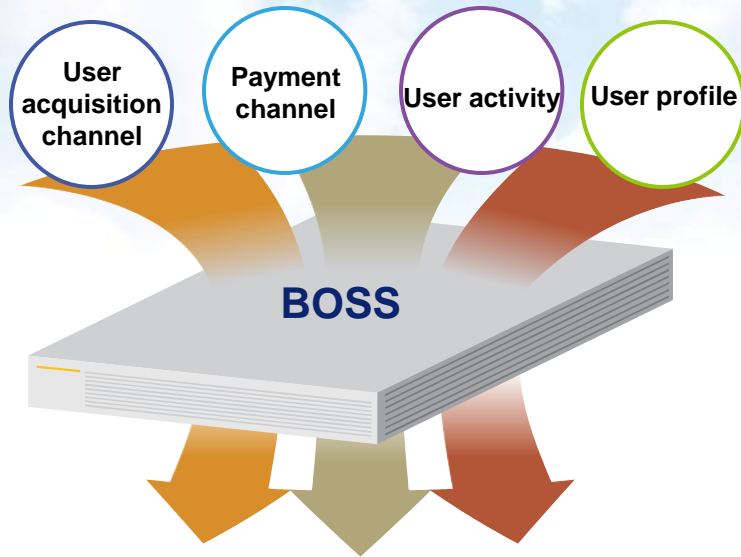 User
acquisition
channel
Payment
channel
User activity
User profile
BOSS